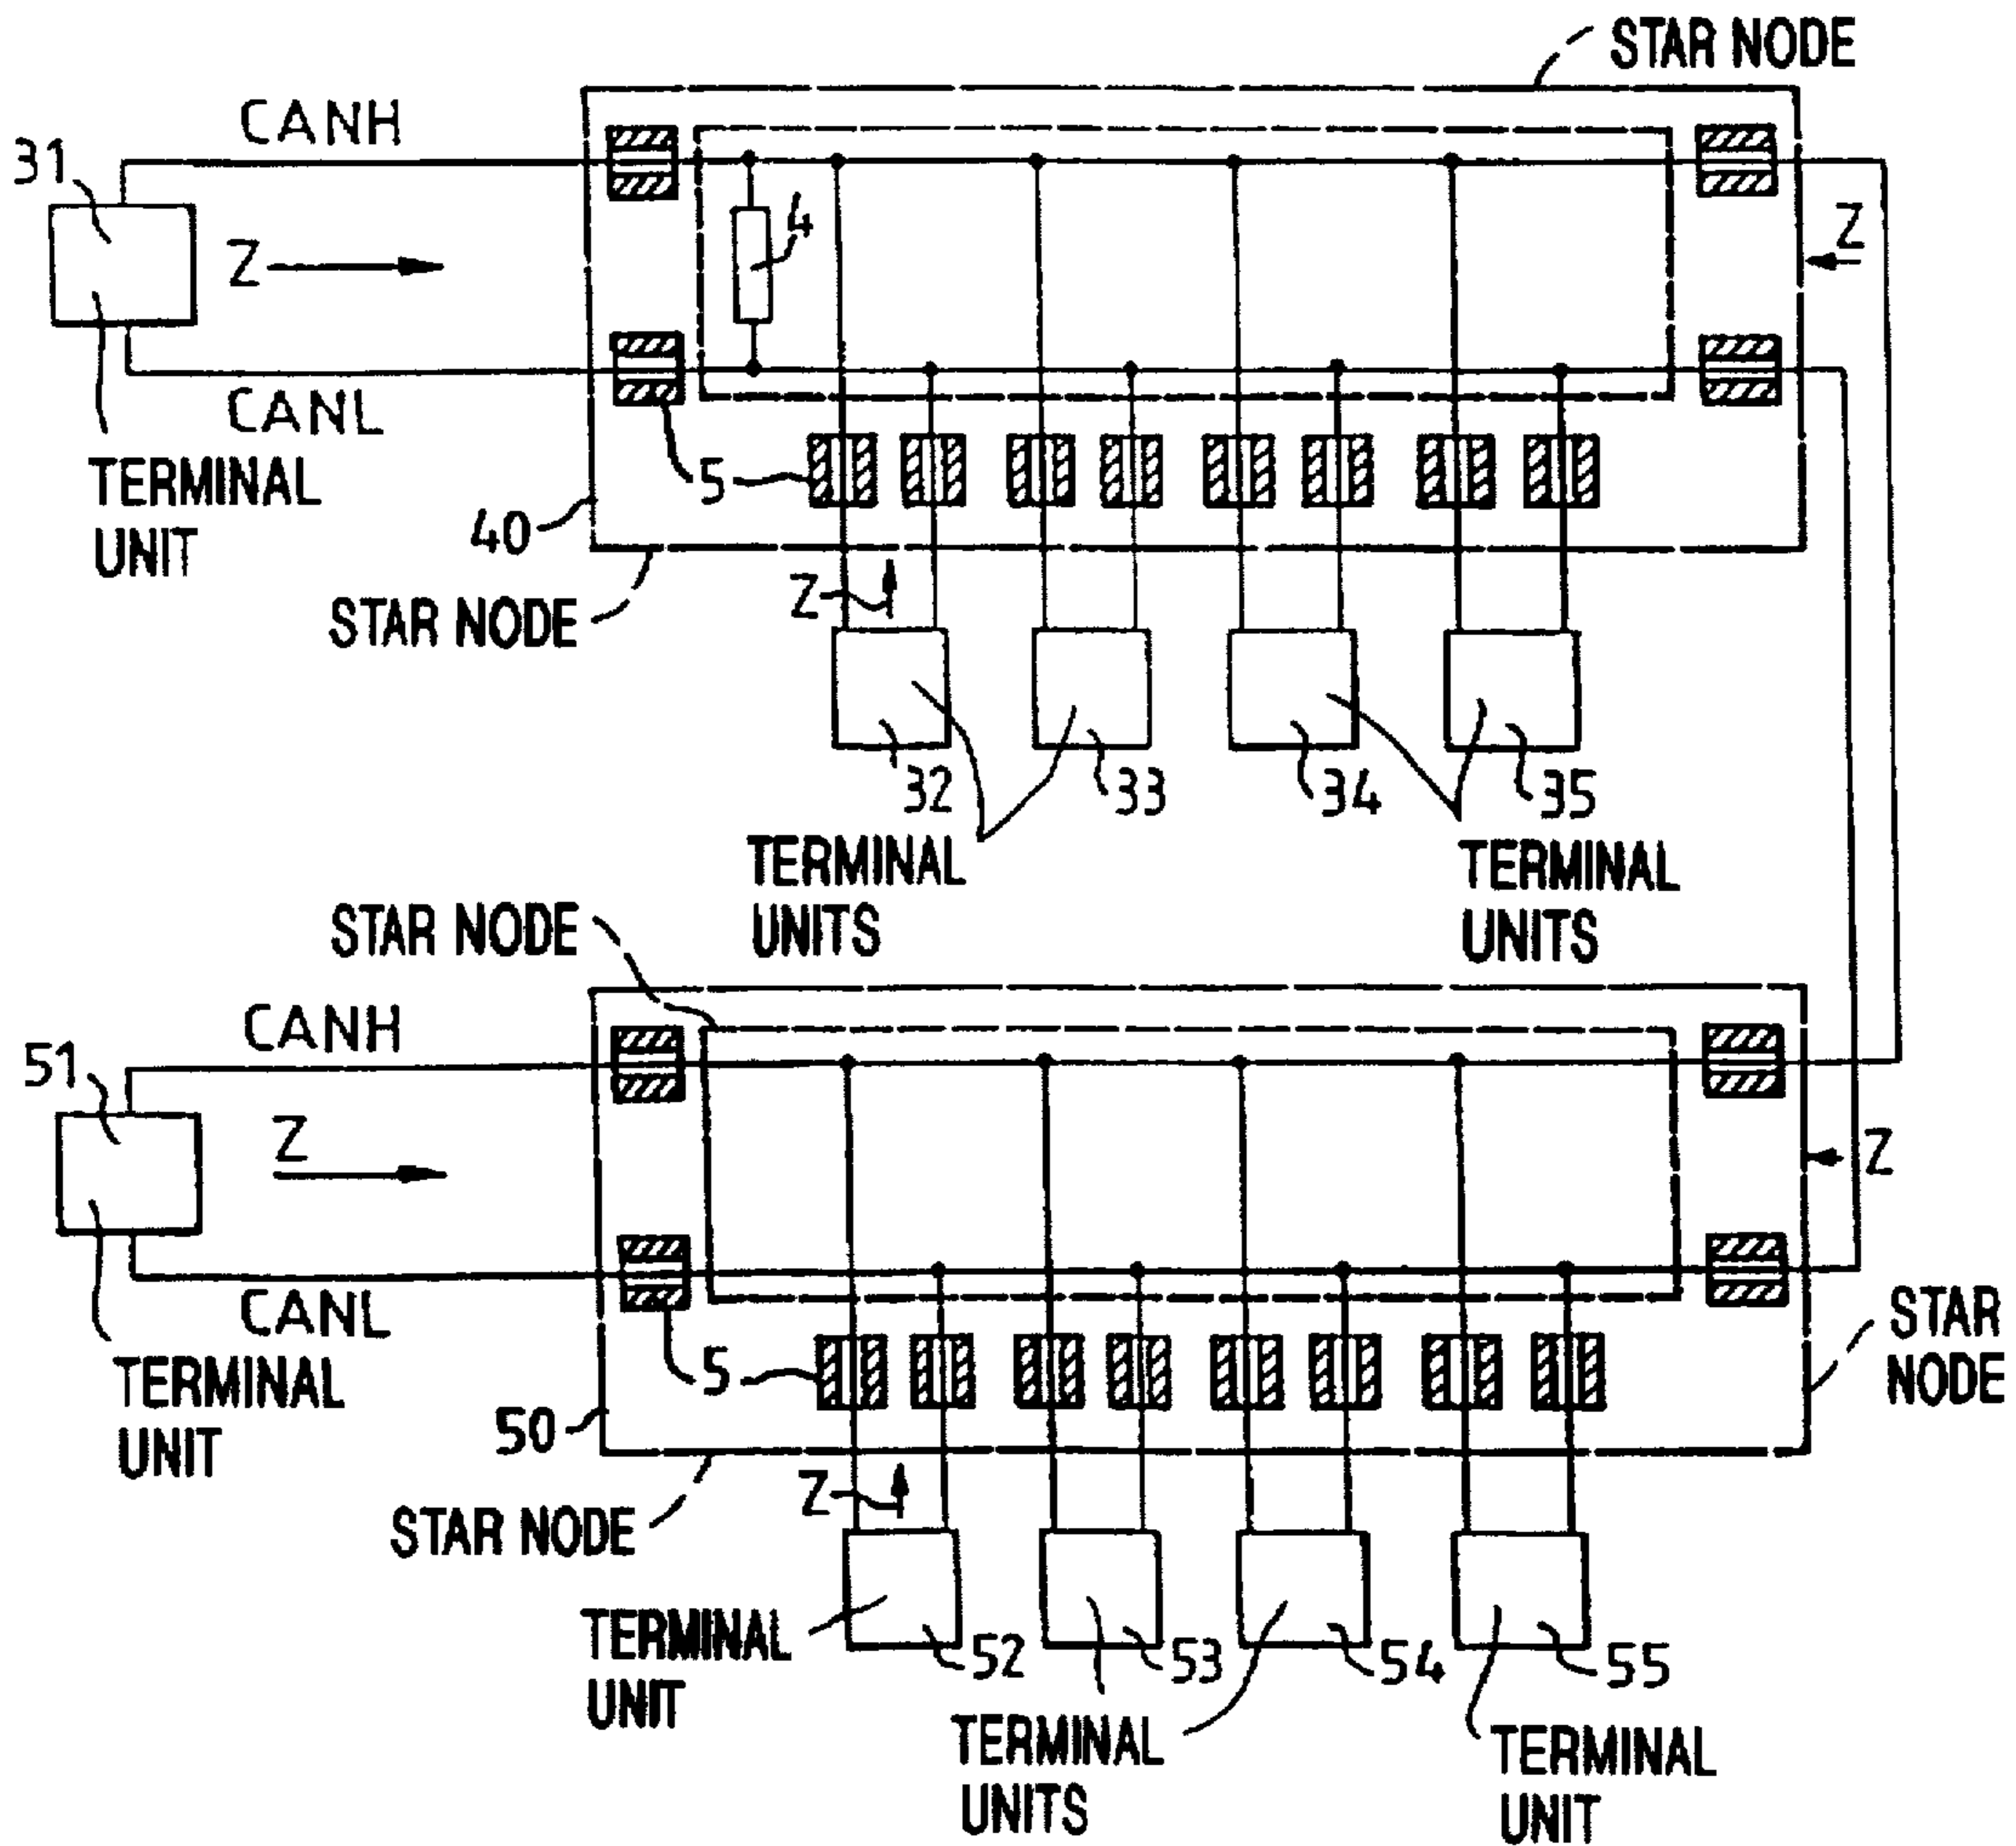 STAR NODE
CANH
31
Z
4
Z
CANL
TERMINAL
UNIT
5
40
Z
STAR NODE
32
33
34
35
TERMINAL
UNITS
TERMINAL
UNITS
STAR NODE
CANH
51
Z
Z
CANL
TERMINAL
UNIT
5
50
STAR
NODE
Z
STAR NODE
52
53
54
55
TERMINAL
UNIT
TERMINAL
UNITS
TERMINAL
UNIT